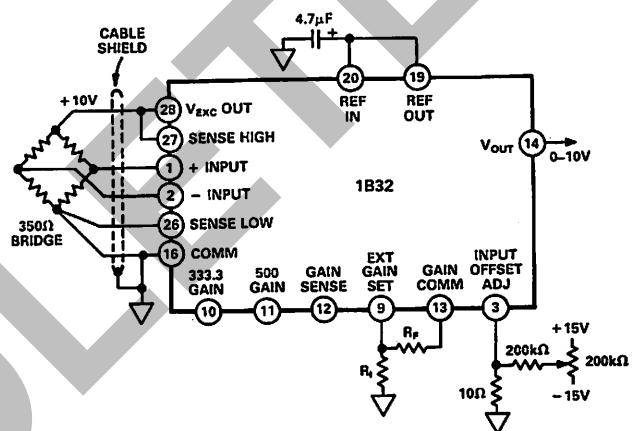 4.7μF
+
CABLE
SHIELD
+10V
28 VEXC OUT
27 SENSE HIGH
1 + INPUT
2 – INPUT
26 SENSE LOW
16 COMM
350Ω
BRIDGE
20
REF
IN
19
REF
OUT
VOUT 14
0–10V
1B32
333.3
GAIN
10
500
GAIN
11
GAIN
SENSE
12
EXT
GAIN
SET
9
GAIN
COMM
13
INPUT
OFFSET
ADJ
3
RF
RI
+15V
200kΩ
200kΩ
10Ω
–15V